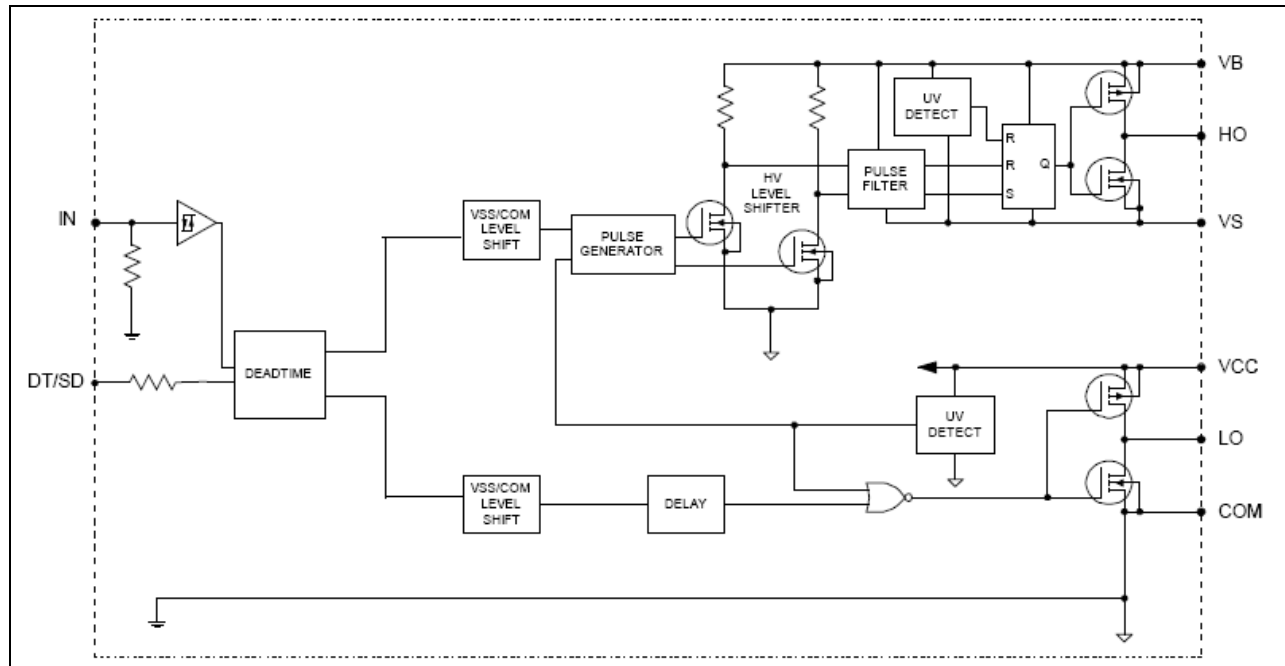 VB
UV
DETECT
R
HO
R
Q
PULSE
FILTER
S
HV
LEVEL
SHIFTER
IN
VSS/COM
LEVEL
SHIFT
PULSE
GENERATOR
VS
DEADTIME
DT/SD
VCC
UV
DETECT
LO
VSS/COM
LEVEL
SHIFT
DELAY
COM